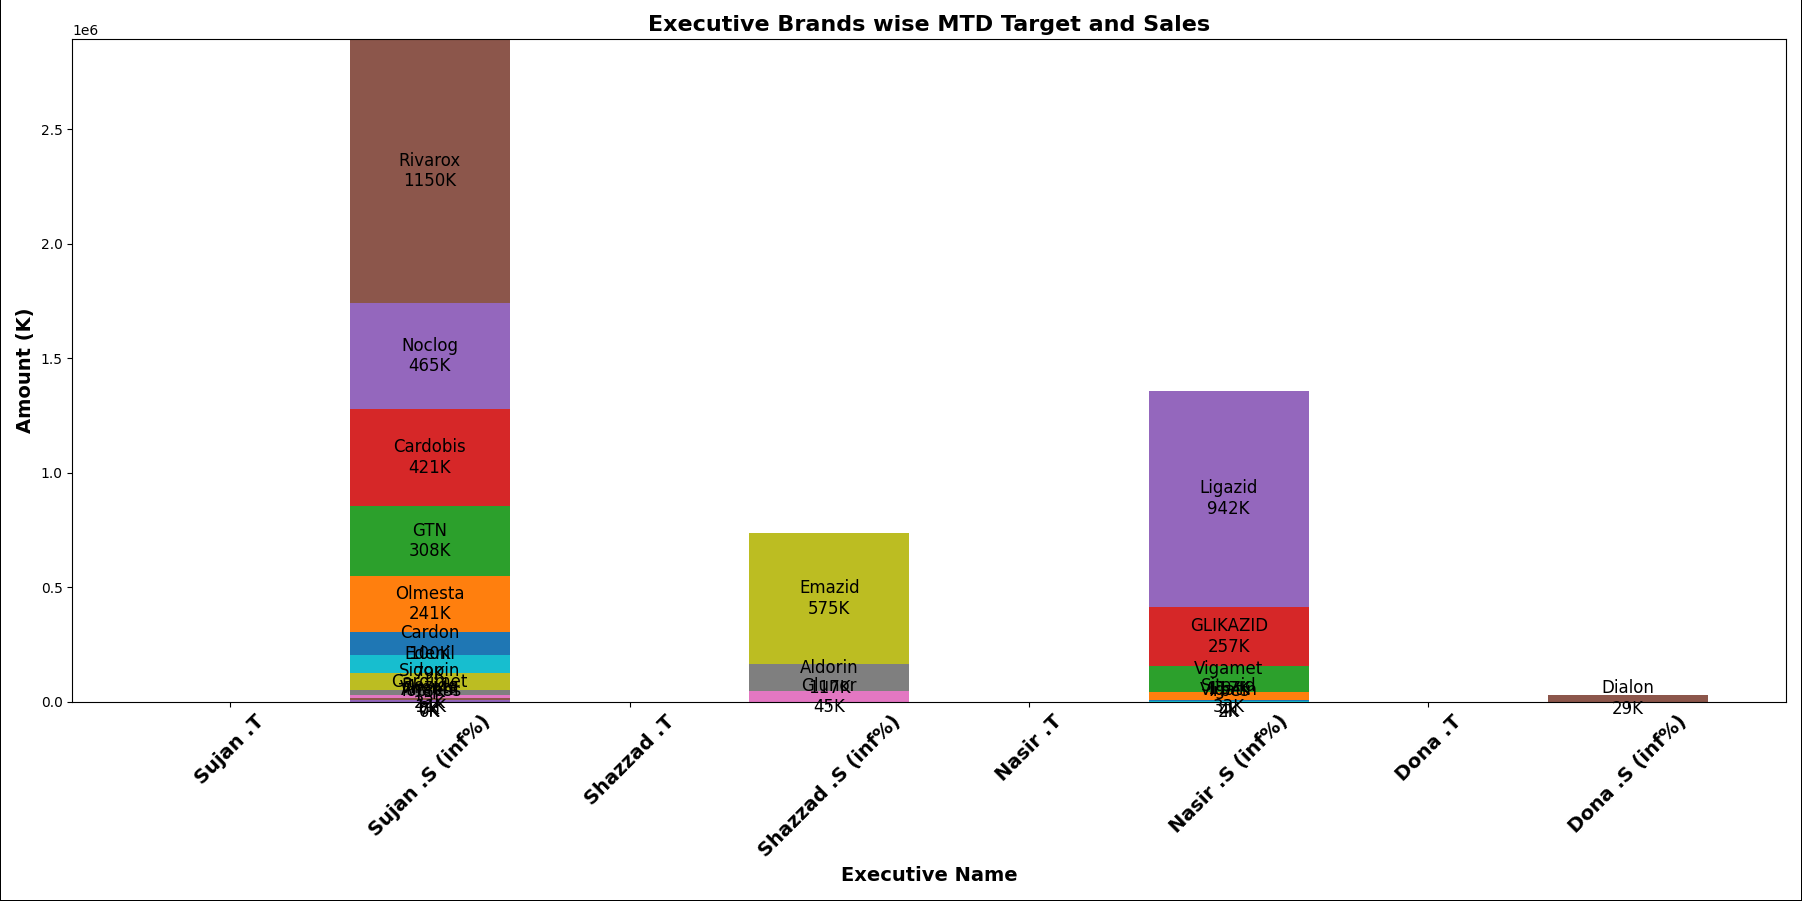 Executive Brands wise MTD Target and Sales
1e6
2.5
2.0
1.5
1.0
0.5
0.0
Amount (K)
Rivarox
1150K
Noclog
465K
Cardobis
421K
GTN
308K
Olmesta
241K
Cardon
100K
Emazid
575K
Aldorin
117K
45K
Ligazid
942K
GLIKAZID
257K
Vigamet
Dialon
29K
Sujan .T
Sujan .S (inf%)
Shazzad .T
Shazzad .S (inf%)
Nasir .T
Nasir .S (inf%)
Dona .T
Dona .S (inf%)
Executive Name